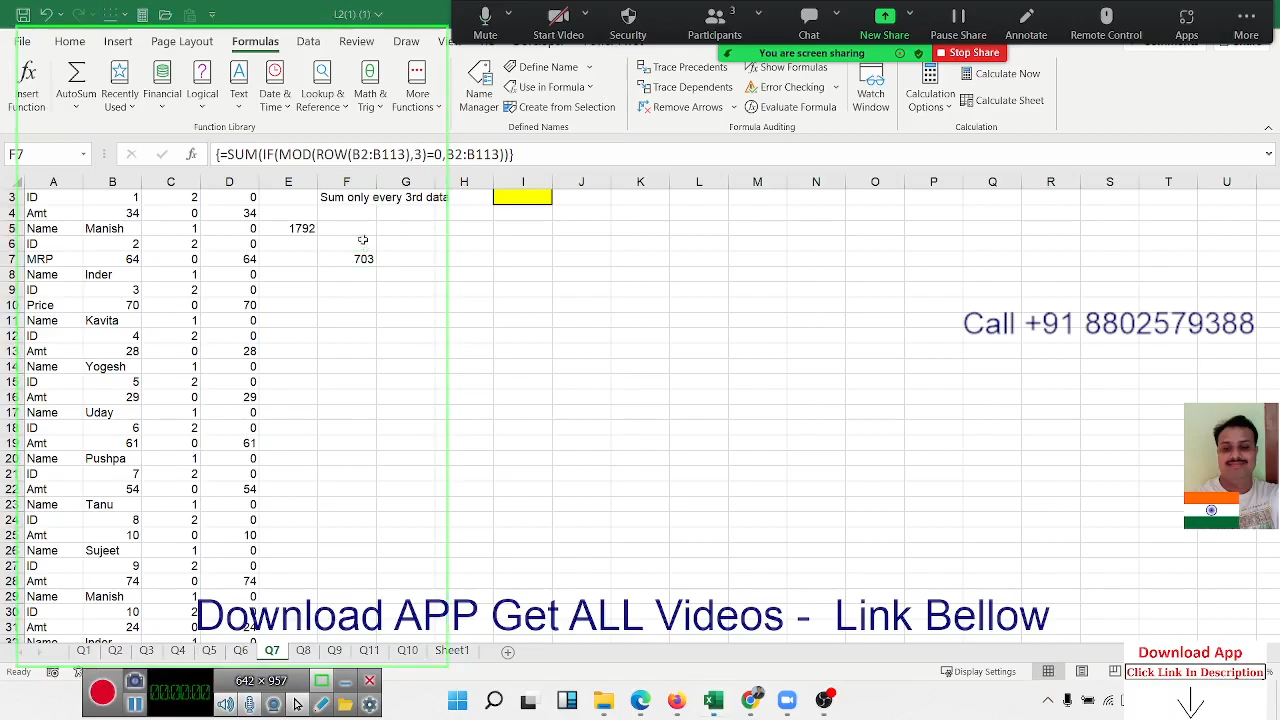 L2(1) (1)
Mute
Start Video
Security
Participants
3
Chat
New Share
Pause Share
Annotate
Remote Control
Apps
More
You are screen sharing
Stop Share
File
Home
Insert
Page Layout
Formulas
Data
Review
Draw
View
Insert Function
AutoSum
Recently Used
Financial
Logical
Text
Date & Time
Lookup & Reference
Math & Trig
More Functions
Function Library
Name Manager
Define Name
Use in Formula
Create from Selection
Defined Names
Trace Precedents
Trace Dependents
Remove Arrows
Show Formulas
Error Checking
Evaluate Formula
Formula Auditing
Watch Window
Calculation Options
Calculate Now
Calculate Sheet
Calculation
F7
fx
{=SUM(IF(MOD(ROW(B2:B113),3)=0,B2:B113))}
A B C D E F G H I J K L M N O P Q R S T U
3 ID 1 2 0 Sum only every 3rd data
4 Amt 34 0 34
5 Name Manish 1 0 1792
6 ID 2 2 0
7 MRP 64 0 64 703
8 Name Inder 1 0
9 ID 3 2 0
10 Price 70 0 70
11 Name Kavita 1 0
12 ID 4 2 0
13 Amt 28 0 28
14 Name Yogesh 1 0
15 ID 5 2 0
16 Amt 29 0 29
17 Name Uday 1 0
18 ID 6 2 0
19 Amt 61 0 61
20 Name Pushpa 1 0
21 ID 7 2 0
22 Amt 54 0 54
23 Name Tanu 1 0
24 ID 8 2 0
25 Amt 10 0 10
26 Name Sujeet 1 0
27 ID 9 2 0
28 Amt 74 0 74
29 Name Manish 1 0
30 ID 10 2
31 Amt 24 0 24
Name Inder 1 0
Call +91 8802579388
Download APP Get ALL Videos - Link Bellow
Q1 Q2 Q3 Q4 Q5 Q6 Q7 Q8 Q9 Q11 Q10 Sheet1
Download App
Click Link In Description
Ready
Display Settings
642 × 957
00:00:00